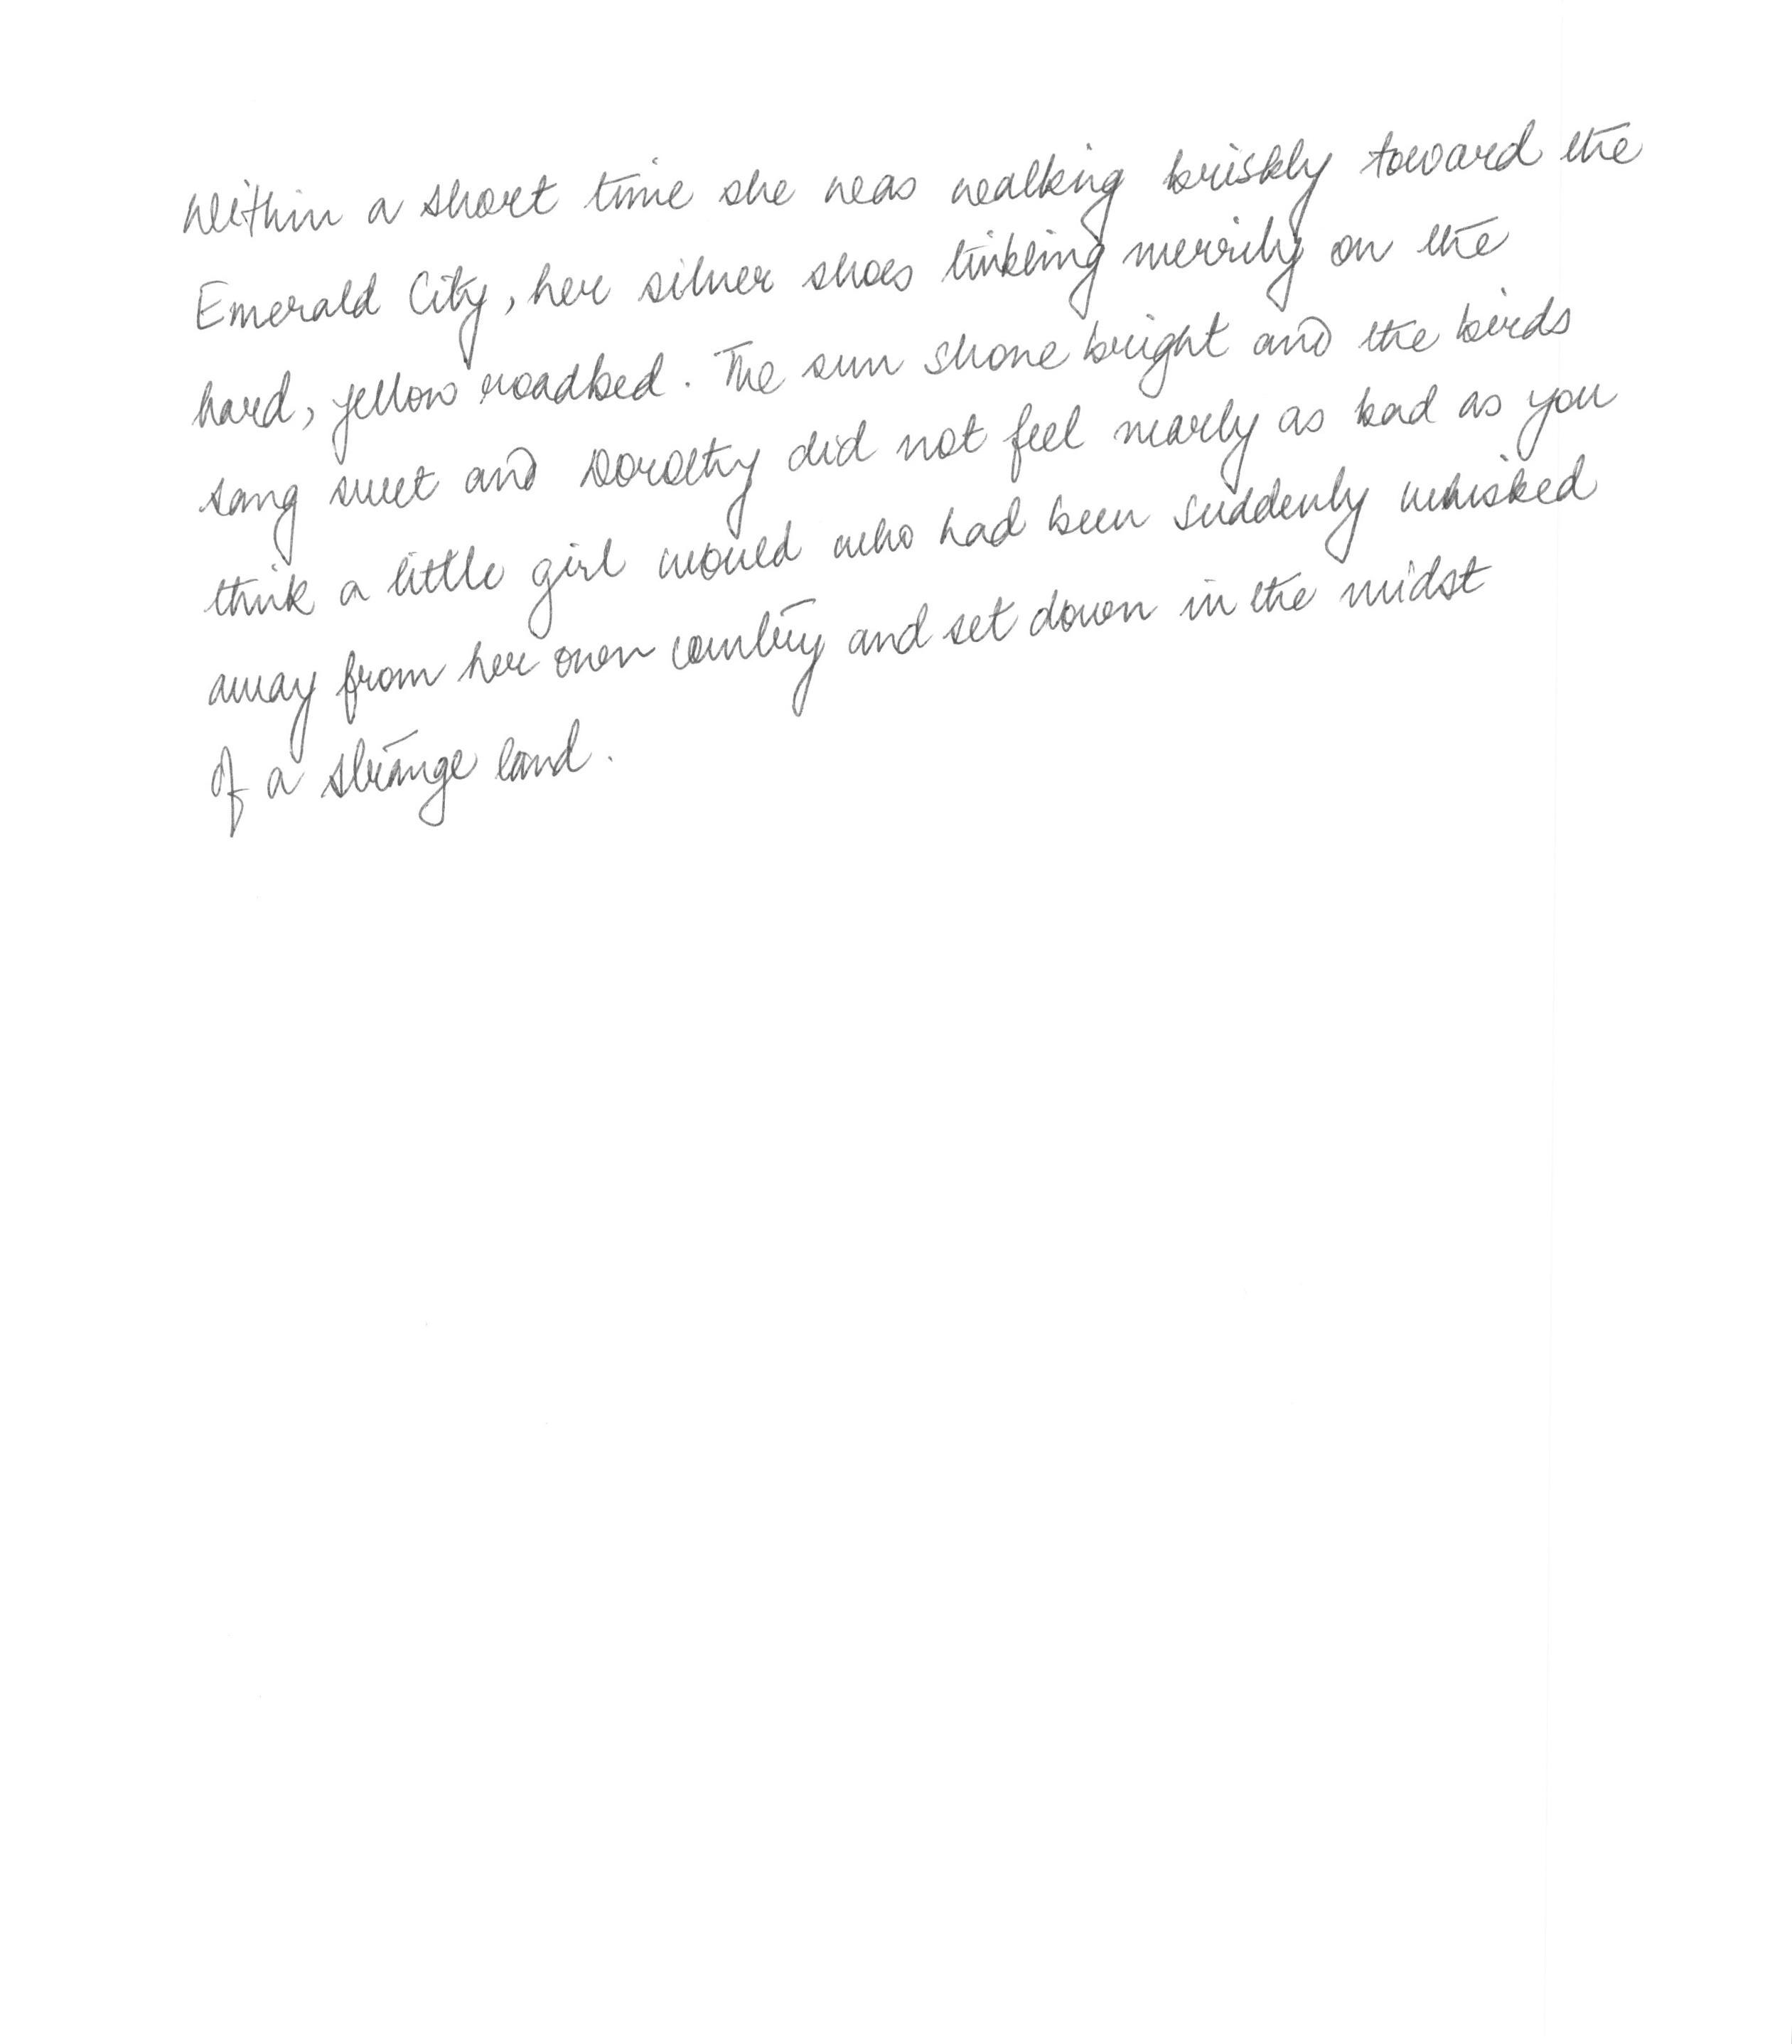 Within a short time she was walking briskly toward the
Emerald City, her silver shoes tinkling merrily on the
hard, yellow roadbed. The sun shone bright and the birds
sang sweet and Dorothy did not feel nearly as bad as you
think a little girl would who had been suddenly whisked
away from her own country and set down in the midst
of a strange land.